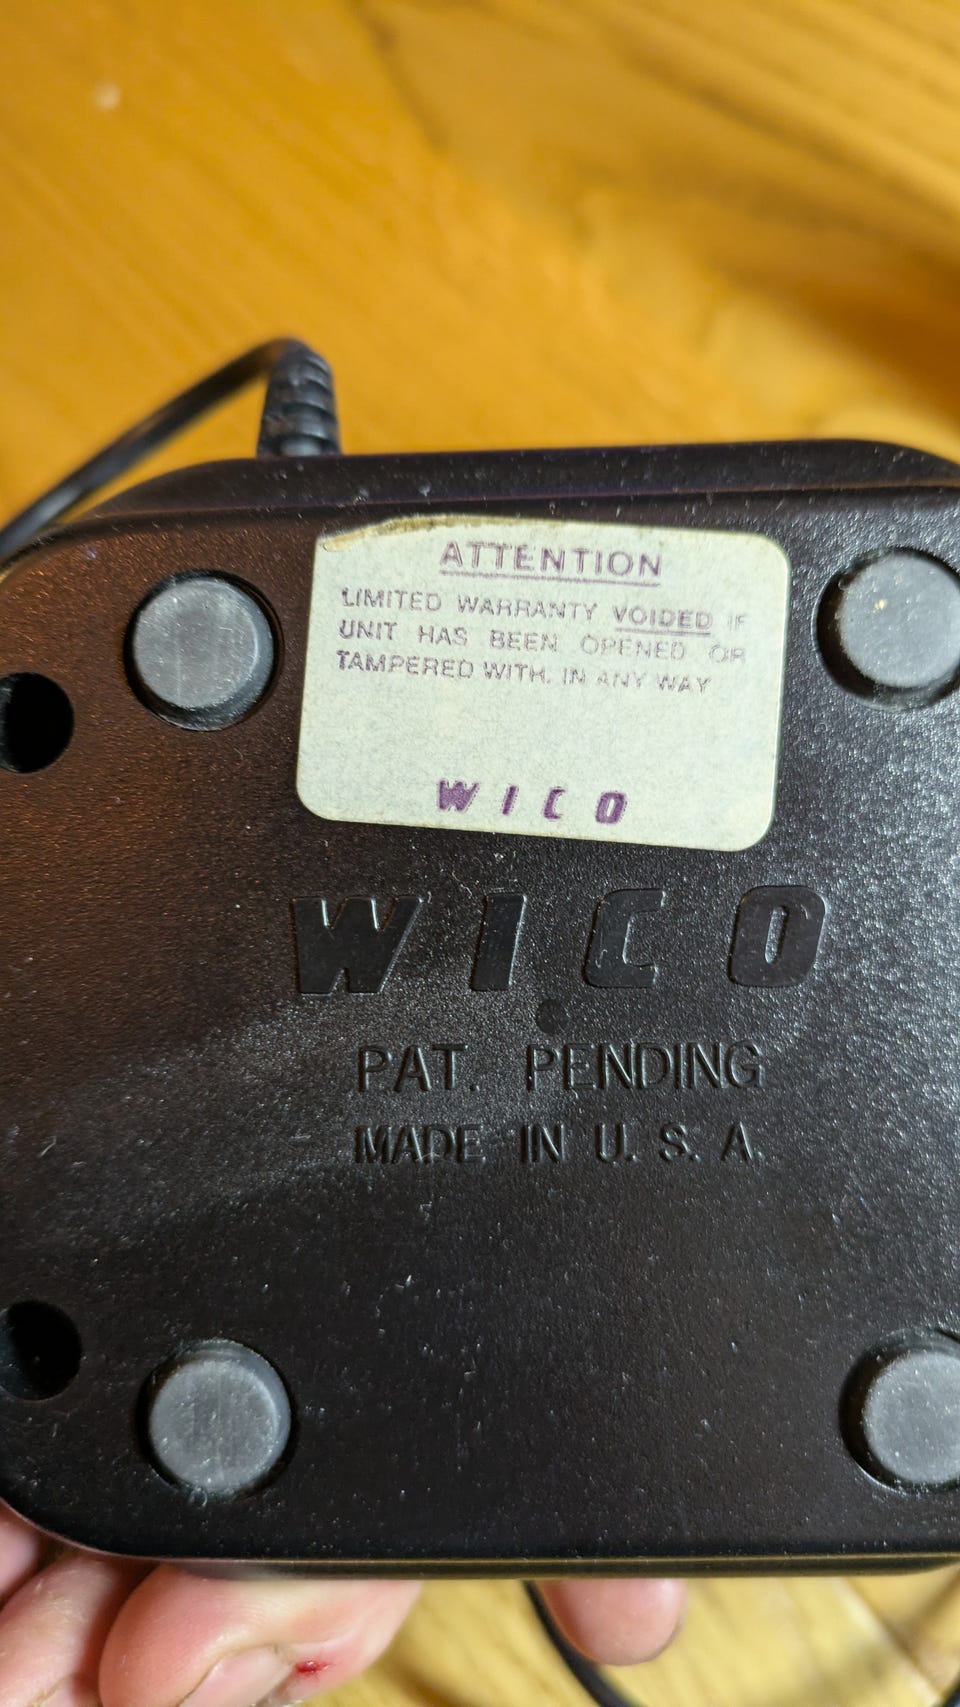 ATTENTION
LIMITED WARRANTY VOIDED IF
UNIT HAS BEEN OPENED OR
TAMPERED WITH. IN ANY WAY
WICO
WICO
PAT. PENDING
MADE IN U. S. A.